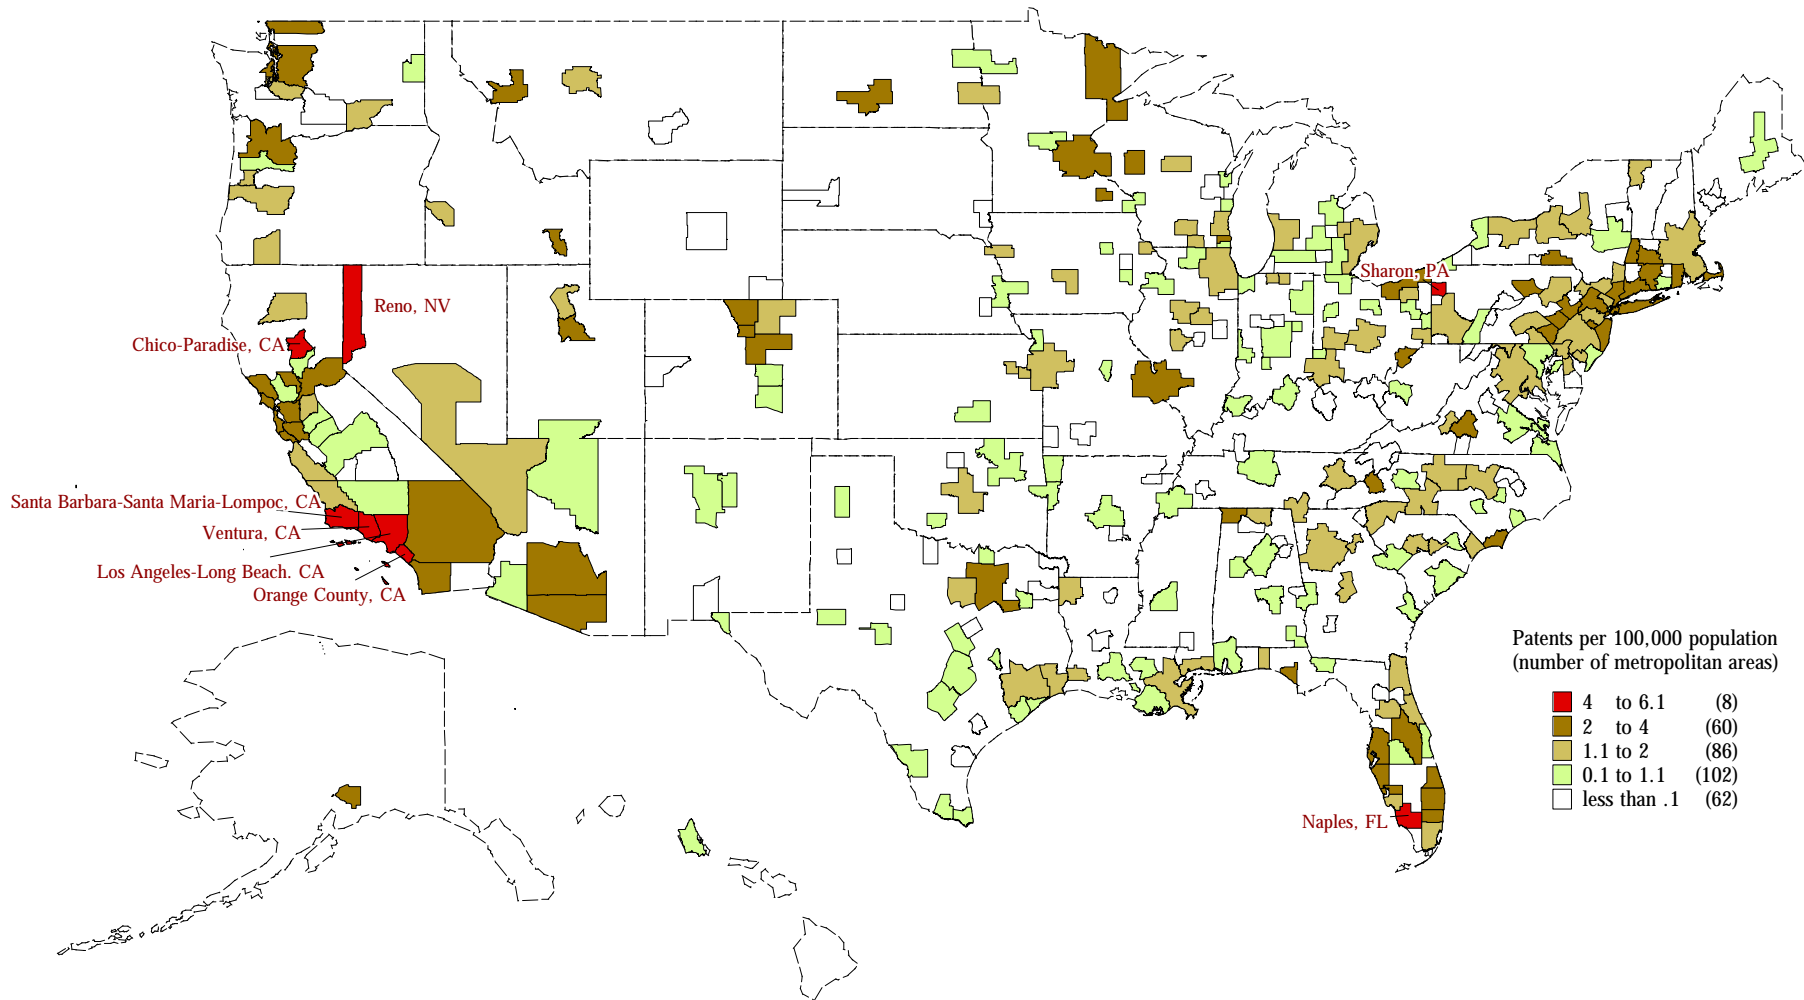 Sharon, PA
Reno, NV
Chico-Paradise, CA
Santa Barbara-Santa Maria-Lompoc, CA
Ventura, CA
Los Angeles-Long Beach. CA
Orange County, CA
Naples, FL
Patents per 100,000 population
(number of metropolitan areas)
4 to 6.1 (8)
2 to 4 (60)
1.1 to 2 (86)
0.1 to 1.1 (102)
less than .1 (62)